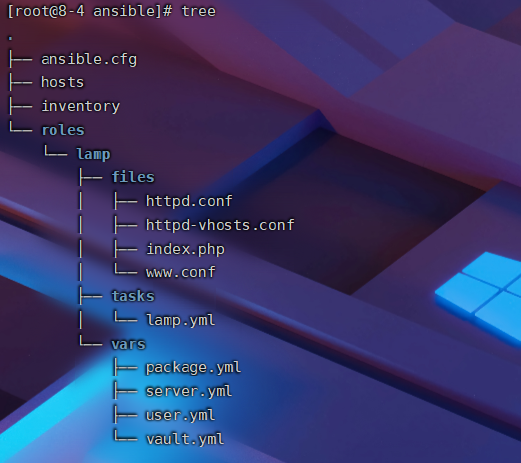 [root@8-4 ansible]# tree
.
├── ansible.cfg
├── hosts
├── inventory
└── roles
    └── lamp
        ├── files
        │   ├── httpd.conf
        │   ├── httpd-vhosts.conf
        │   ├── index.php
        │   └── www.conf
        ├── tasks
        │   └── lamp.yml
        └── vars
            ├── package.yml
            ├── server.yml
            ├── user.yml
            └── vault.yml